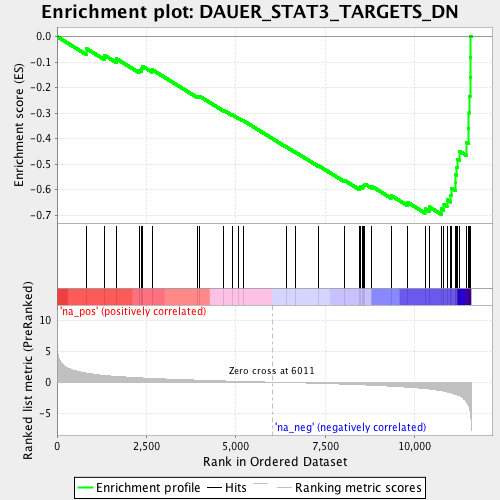 Enrichment plot: DAUER_STAT3_TARGETS_DN
Enrichment score (ES)
0.0
-0.1
-0.2
-0.3
-0.4
-0.5
-0.6
-0.7
'na_pos' (positively correlated)
Ranked list metric (PreRanked)
10
5
0
-5
Zero cross at 6011
'na_neg' (negatively correlated)
0
2,500
5,000
7,500
10,000
Rank in Ordered Dataset
Enrichment profile
Hits
Ranking metric scores